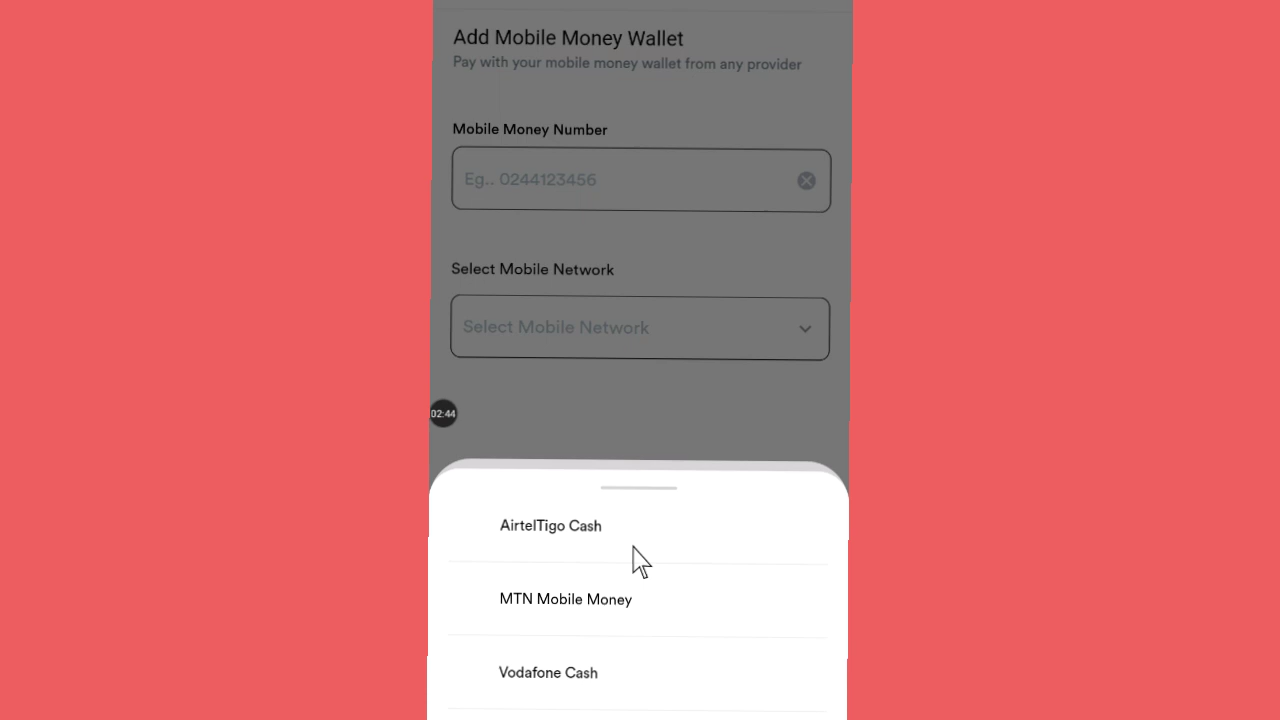 Add Mobile Money Wallet
Pay with your mobile money wallet from any provider
Mobile Money Number
Eg.. 0244123456
Select Mobile Network
Select Mobile Network
02:44
AirtelTigo Cash
MTN Mobile Money
Vodafone Cash